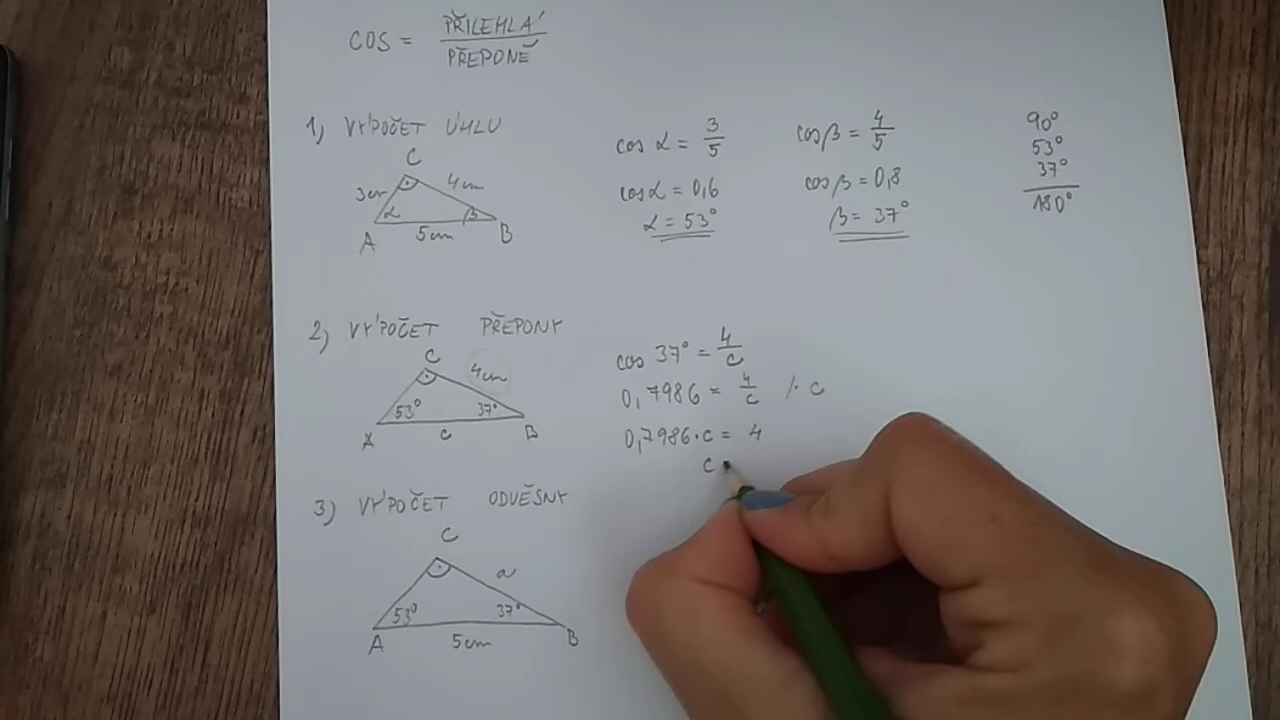 COS = PŘILEHLÁ / PŘEPONĚ
1) VÝPOČET ÚHLU
C
3cm 4cm
α β
A 5cm B
cos α = 3/5
cos α = 0,6
α = 53°
cos β = 4/5
cos β = 0,8
β = 37°
90°
53°
37°
180°
2) VÝPOČET PŘEPONY
C
4cm
53° 37°
A c B
cos 37° = 4/c
0,7986 = 4/c /· c
0,7986·c = 4
c
3) VÝPOČET ODVĚSNY
C
a
53° 37°
A 5cm B